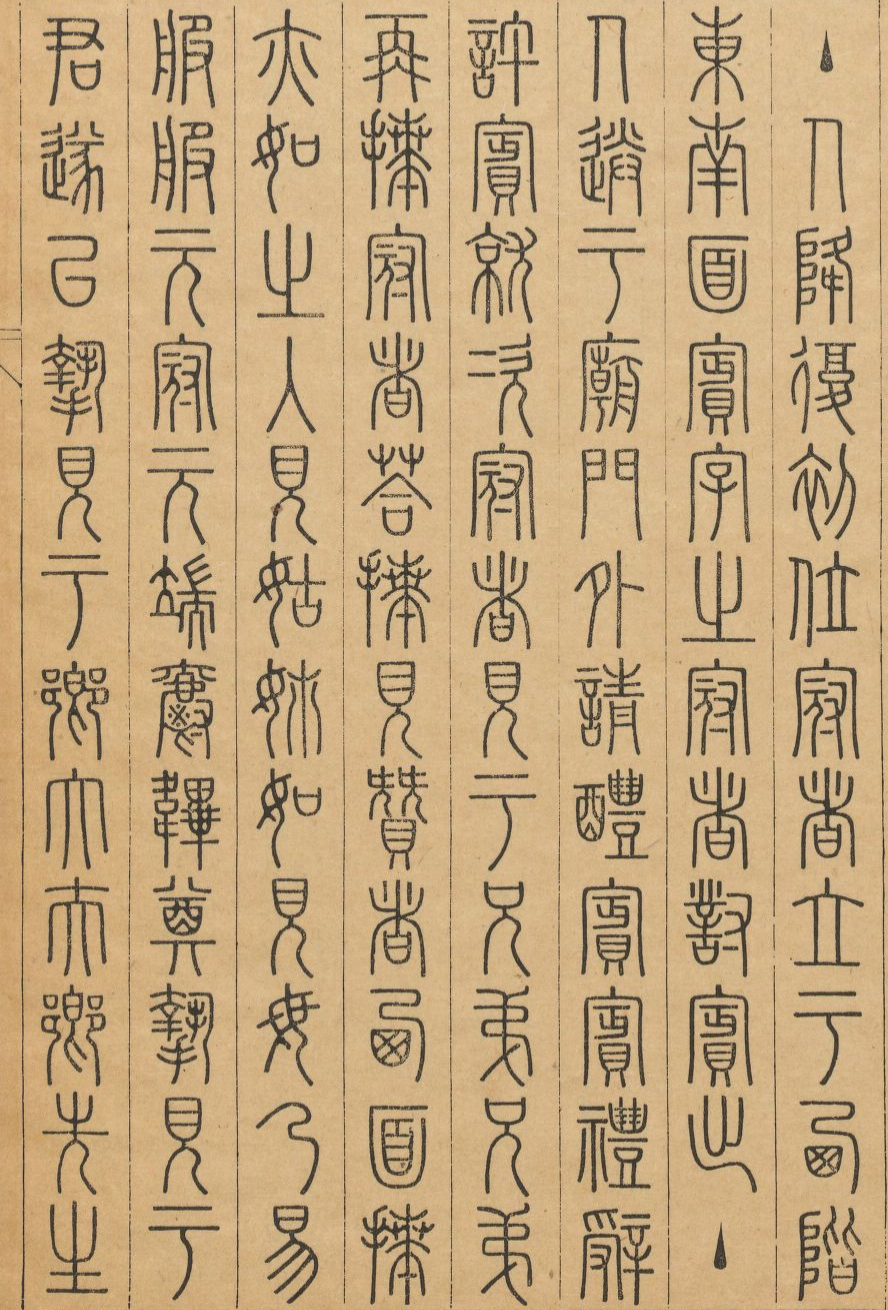 主人降復初位冠者立于西階
東南面賓字之冠者對賓出主
人送于廟門外請醴賓賓禮辭
許賓就次冠者見于兄弟兄弟
再拜冠者荅拜見贊者西面拜
亦如之入見姑姊如見母乃易
服服玄冠玄端爵韠奠摯見于
君遂以摯見于鄉大夫鄉先生